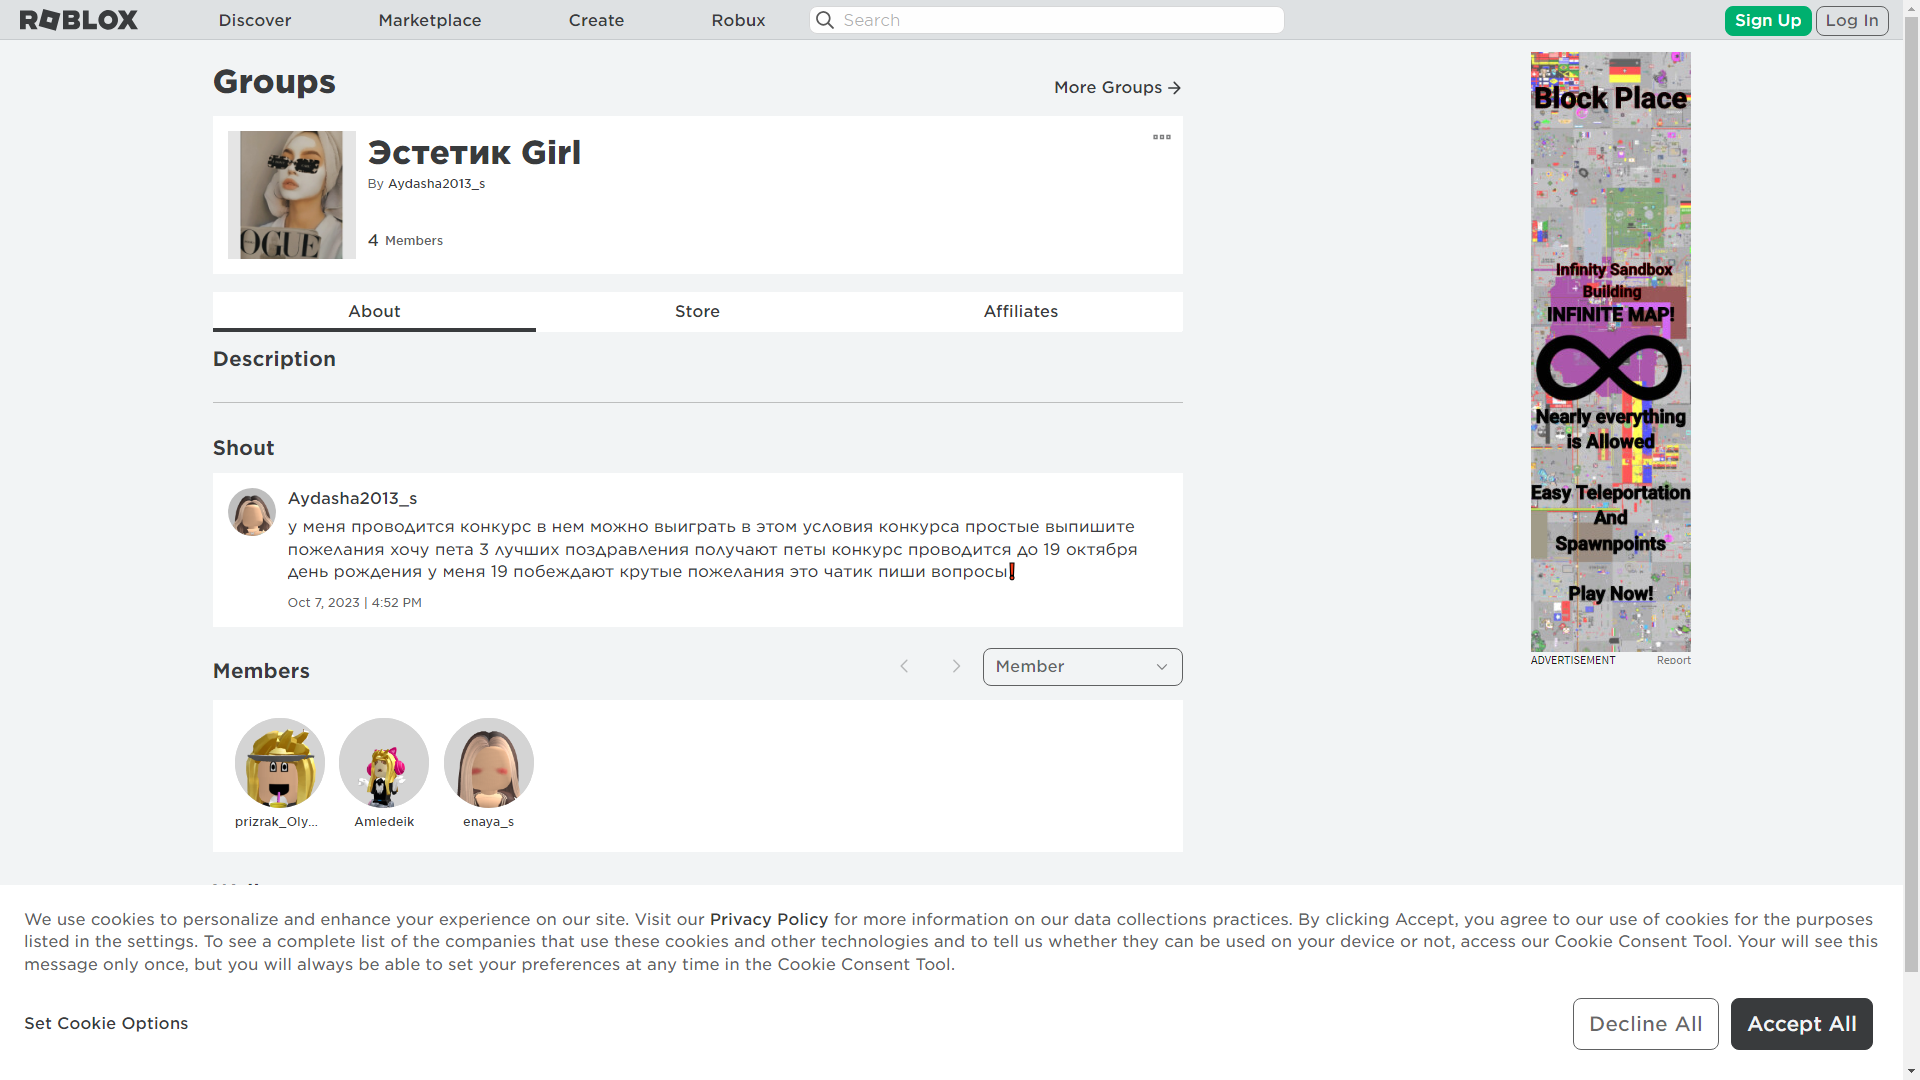 ROBLOX
Discover
Marketplace
Create
Robux
Search
Sign Up
Log In
Groups
More Groups
Эстетик Girl
By Aydasha2013_s
4 Members
OGUE
About
Store
Affiliates
Description
Shout
Aydasha2013_s
у меня проводится конкурс в нем можно выиграть в этом условия конкурса простые выпишите
пожелания хочу пета 3 лучших поздравления получают петы конкурс проводится до 19 октября
день рождения у меня 19 побеждают крутые пожелания это чатик пиши вопросы❗
Oct 7, 2023 | 4:52 PM
Members
Member
prizrak_Oly...
Amledeik
enaya_s
Block Place
Infinity Sandbox
Building
INFINITE MAP!
Nearly everything
is Allowed
Easy Teleportation
And
Spawnpoints
Play Now!
ADVERTISEMENT
Report
We use cookies to personalize and enhance your experience on our site. Visit our Privacy Policy for more information on our data collections practices. By clicking Accept, you agree to our use of cookies for the purposes
listed in the settings. To see a complete list of the companies that use these cookies and other technologies and to tell us whether they can be used on your device or not, access our Cookie Consent Tool. Your will see this
message only once, but you will always be able to set your preferences at any time in the Cookie Consent Tool.
Set Cookie Options
Decline All
Accept All